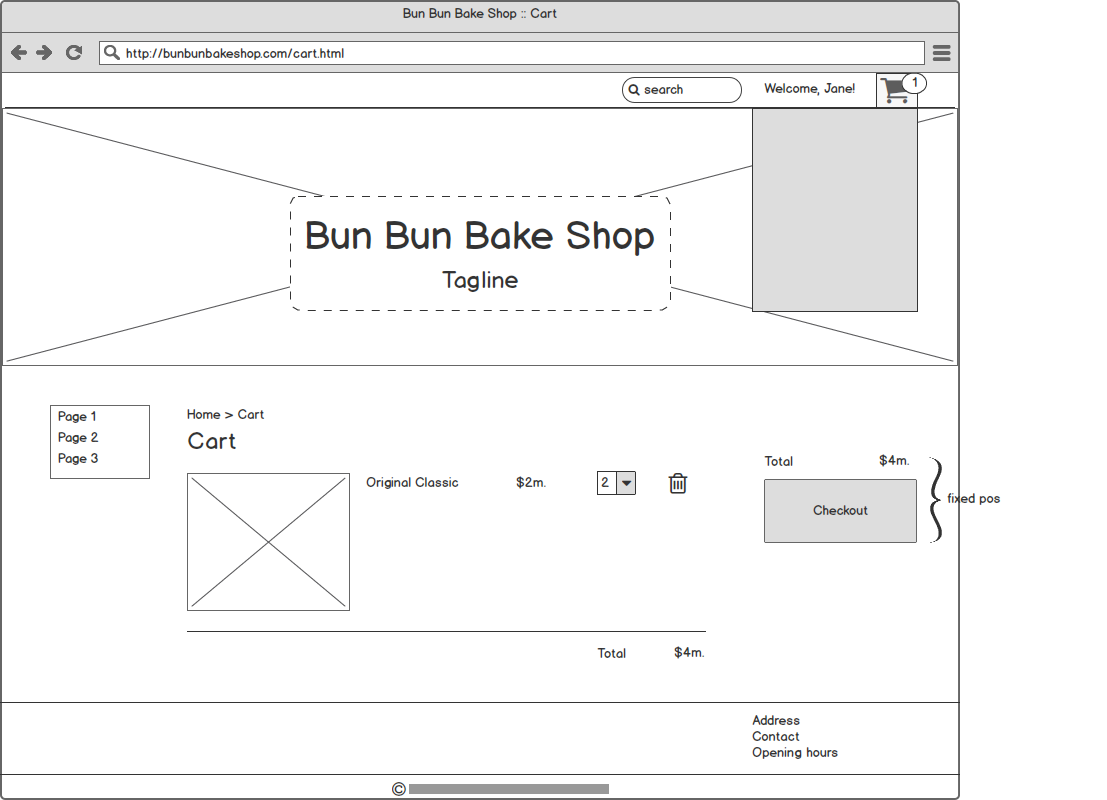 Bun Bun Bake Shop :: Cart
http://bunbunbakeshop.com/cart.html
search
Welcome, Jane!
1
Bun Bun Bake Shop
Tagline
Page 1
Page 2
Page 3
Home > Cart
Cart
Original Classic $2m. 2
Total $4m.
Checkout
fixed pos
Total $4m.
Address
Contact
Opening hours
©